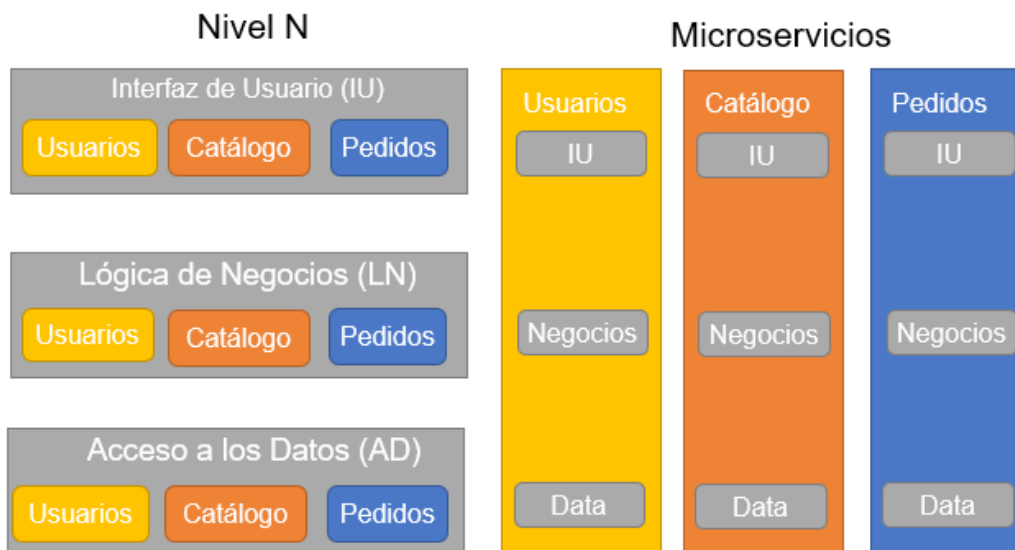 Nivel N
Interfaz de Usuario (IU)
Usuarios
Catálogo
Pedidos
Lógica de Negocios (LN)
Usuarios
Catálogo
Pedidos
Acceso a los Datos (AD)
Usuarios
Catálogo
Pedidos
Microservicios
Usuarios
IU
Negocios
Data
Catálogo
IU
Negocios
Data
Pedidos
IU
Negocios
Data